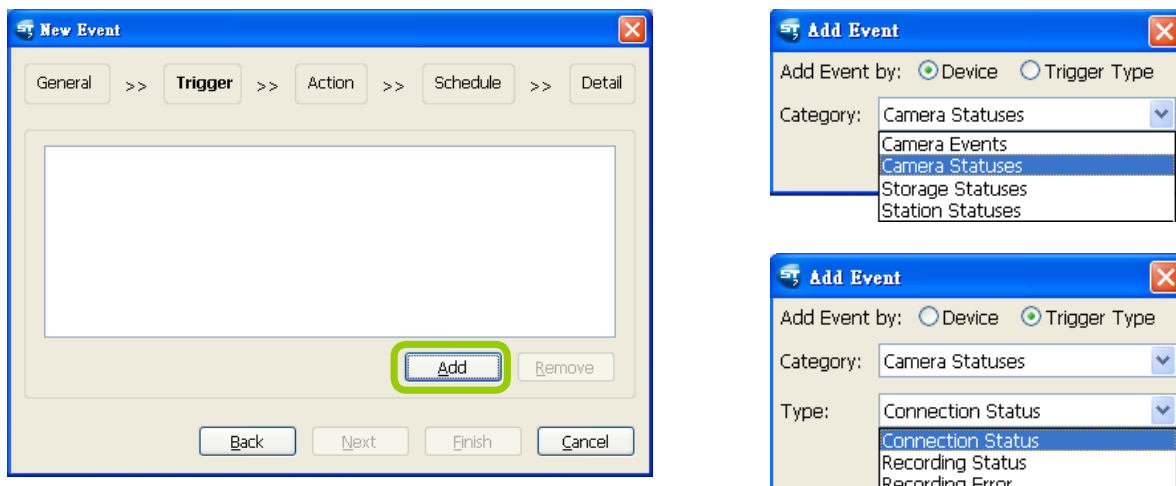 New Event
General >> Trigger >> Action >> Schedule >> Detail
Add Remove
Back Next Finish Cancel
Add Event
Add Event by: Device Trigger Type
Category: Camera Statuses
Camera Events
Camera Statuses
Storage Statuses
Station Statuses
Add Event
Add Event by: Device Trigger Type
Category: Camera Statuses
Type: Connection Status
Connection Status
Recording Status
Recording Error